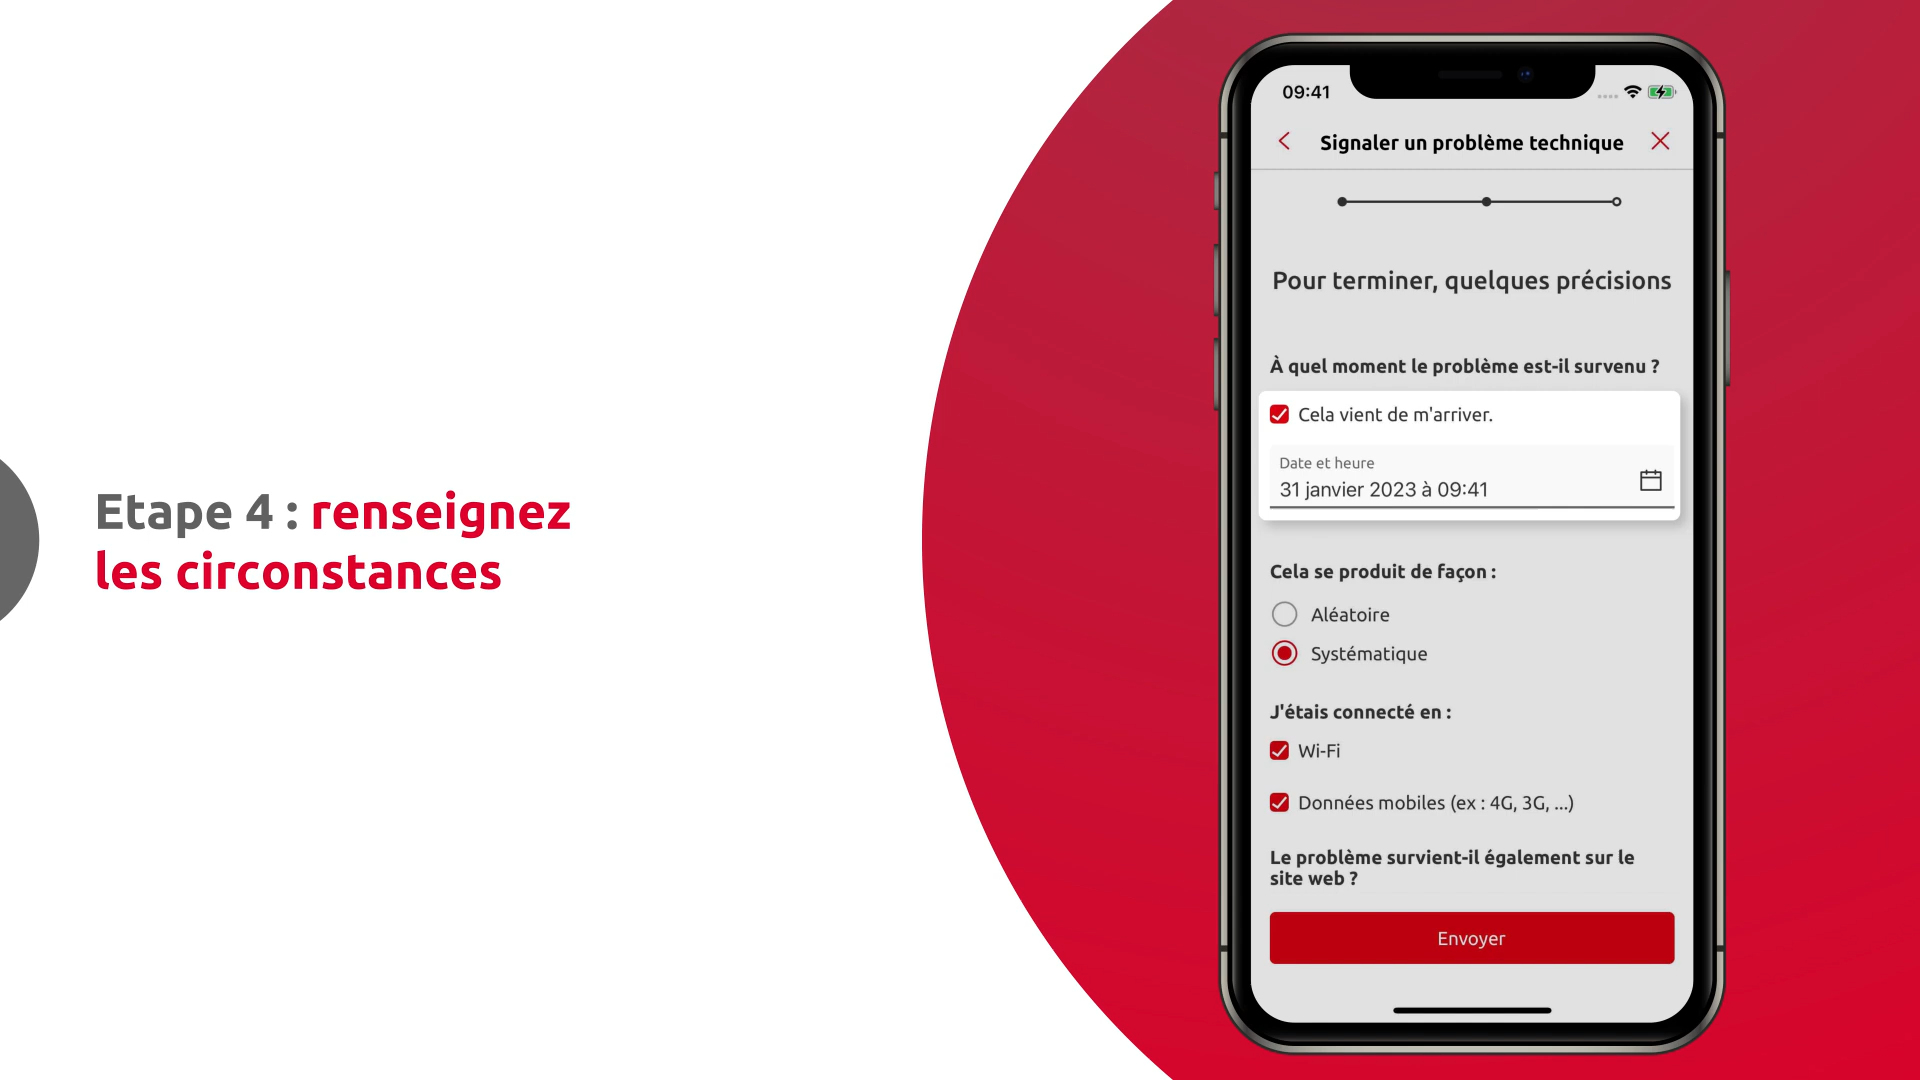 Etape 4 : renseignez
les circonstances
09:41
Signaler un problème technique
Pour terminer, quelques précisions
À quel moment le problème est-il survenu ?
Cela vient de m'arriver.
Date et heure
31 janvier 2023 à 09:41
Cela se produit de façon :
Aléatoire
Systématique
J'étais connecté en :
Wi-Fi
Données mobiles (ex : 4G, 3G, ...)
Le problème survient-il également sur le
site web ?
Envoyer